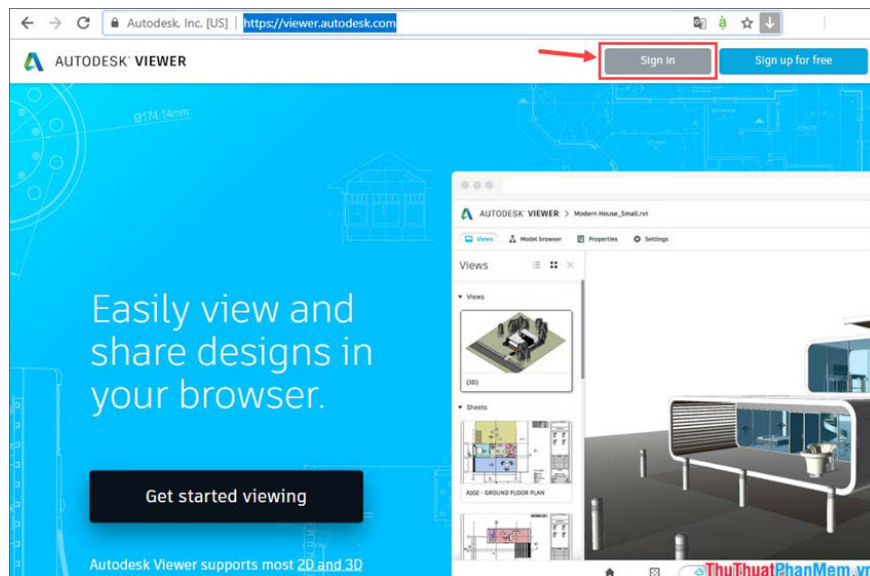 Autodesk, Inc. [US] | https://viewer.autodesk.com
AUTODESK® VIEWER
Sign in
Sign up for free
Ø174,14mm
AUTODESK® VIEWER > Modern House_Small.rvt
Views
Model browser
Properties
Settings
Views
Views
(3D)
Sheets
A102 - GROUND FLOOR PLAN
Easily view and
share designs in
your browser.
Get started viewing
Autodesk Viewer supports most 2D and 3D
ThuThuatPhanMem.vn